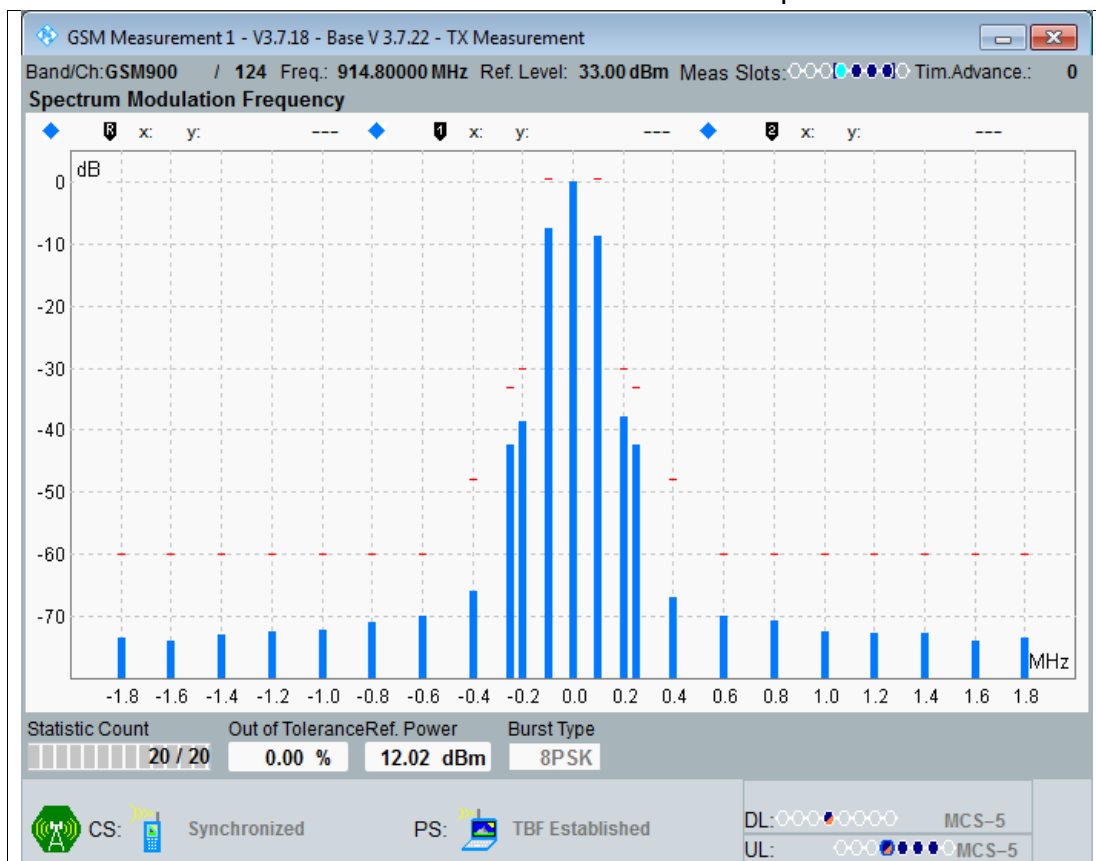 GSM Measurement 1 - V3.7.18 - Base V 3.7.22 - TX Measurement
Band/Ch:GSM900 / 124 Freq.: 914.80000 MHz Ref. Level: 33.00 dBm Meas Slots: Tim.Advance.: 0
Spectrum Modulation Frequency
R x: y: --- 1 x: y: --- 2 x: y: ---
dB
0
-10
-20
-30
-40
-50
-60
-70
MHz
-1.8 -1.6 -1.4 -1.2 -1.0 -0.8 -0.6 -0.4 -0.2 0.0 0.2 0.4 0.6 0.8 1.0 1.2 1.4 1.6 1.8
Statistic Count Out of Tolerance Ref. Power Burst Type
20 / 20 0.00 % 12.02 dBm 8PSK
CS: Synchronized PS: TBF Established
DL: MCS-5
UL: MCS-5